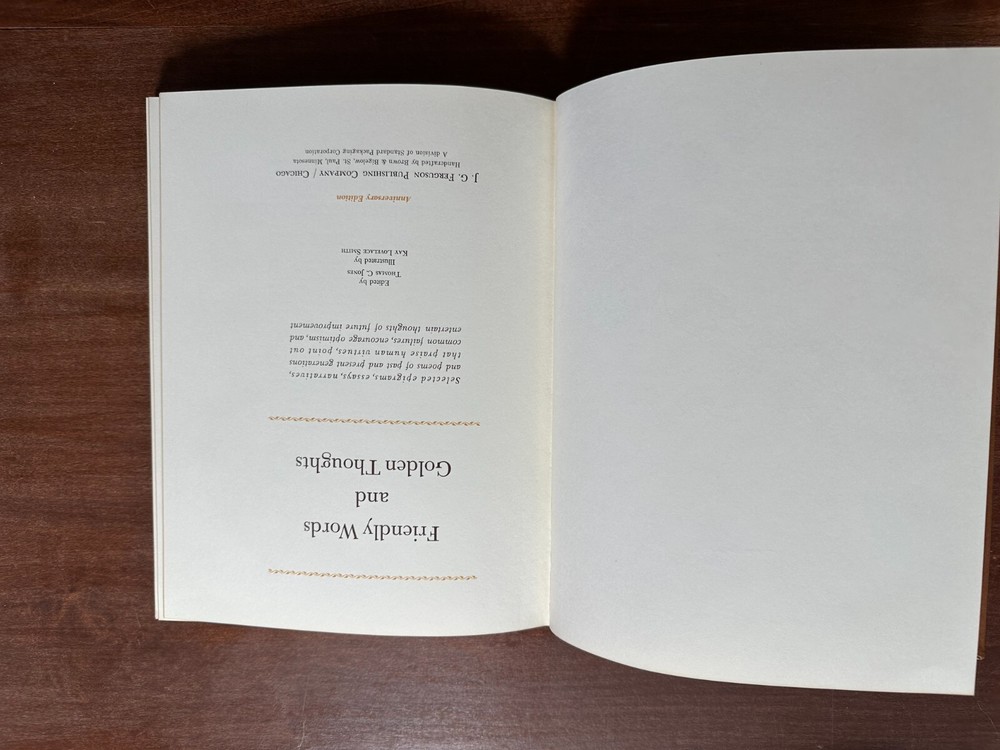 Friendly Words
and
Golden Thoughts
Selected epigrams, essays, narratives,
and poems of past and present generations
that praise human virtues, point out
common failures, encourage optimism, and
entertain thoughts of future improvement
Edited by
Thomas C. Jones
Illustrated by
Kay Lovelace Smith
Anniversary Edition
J. G. Ferguson Publishing Company / Chicago
Handcrafted by Brown & Bigelow, St. Paul, Minnesota
A division of Standard Packaging Corporation